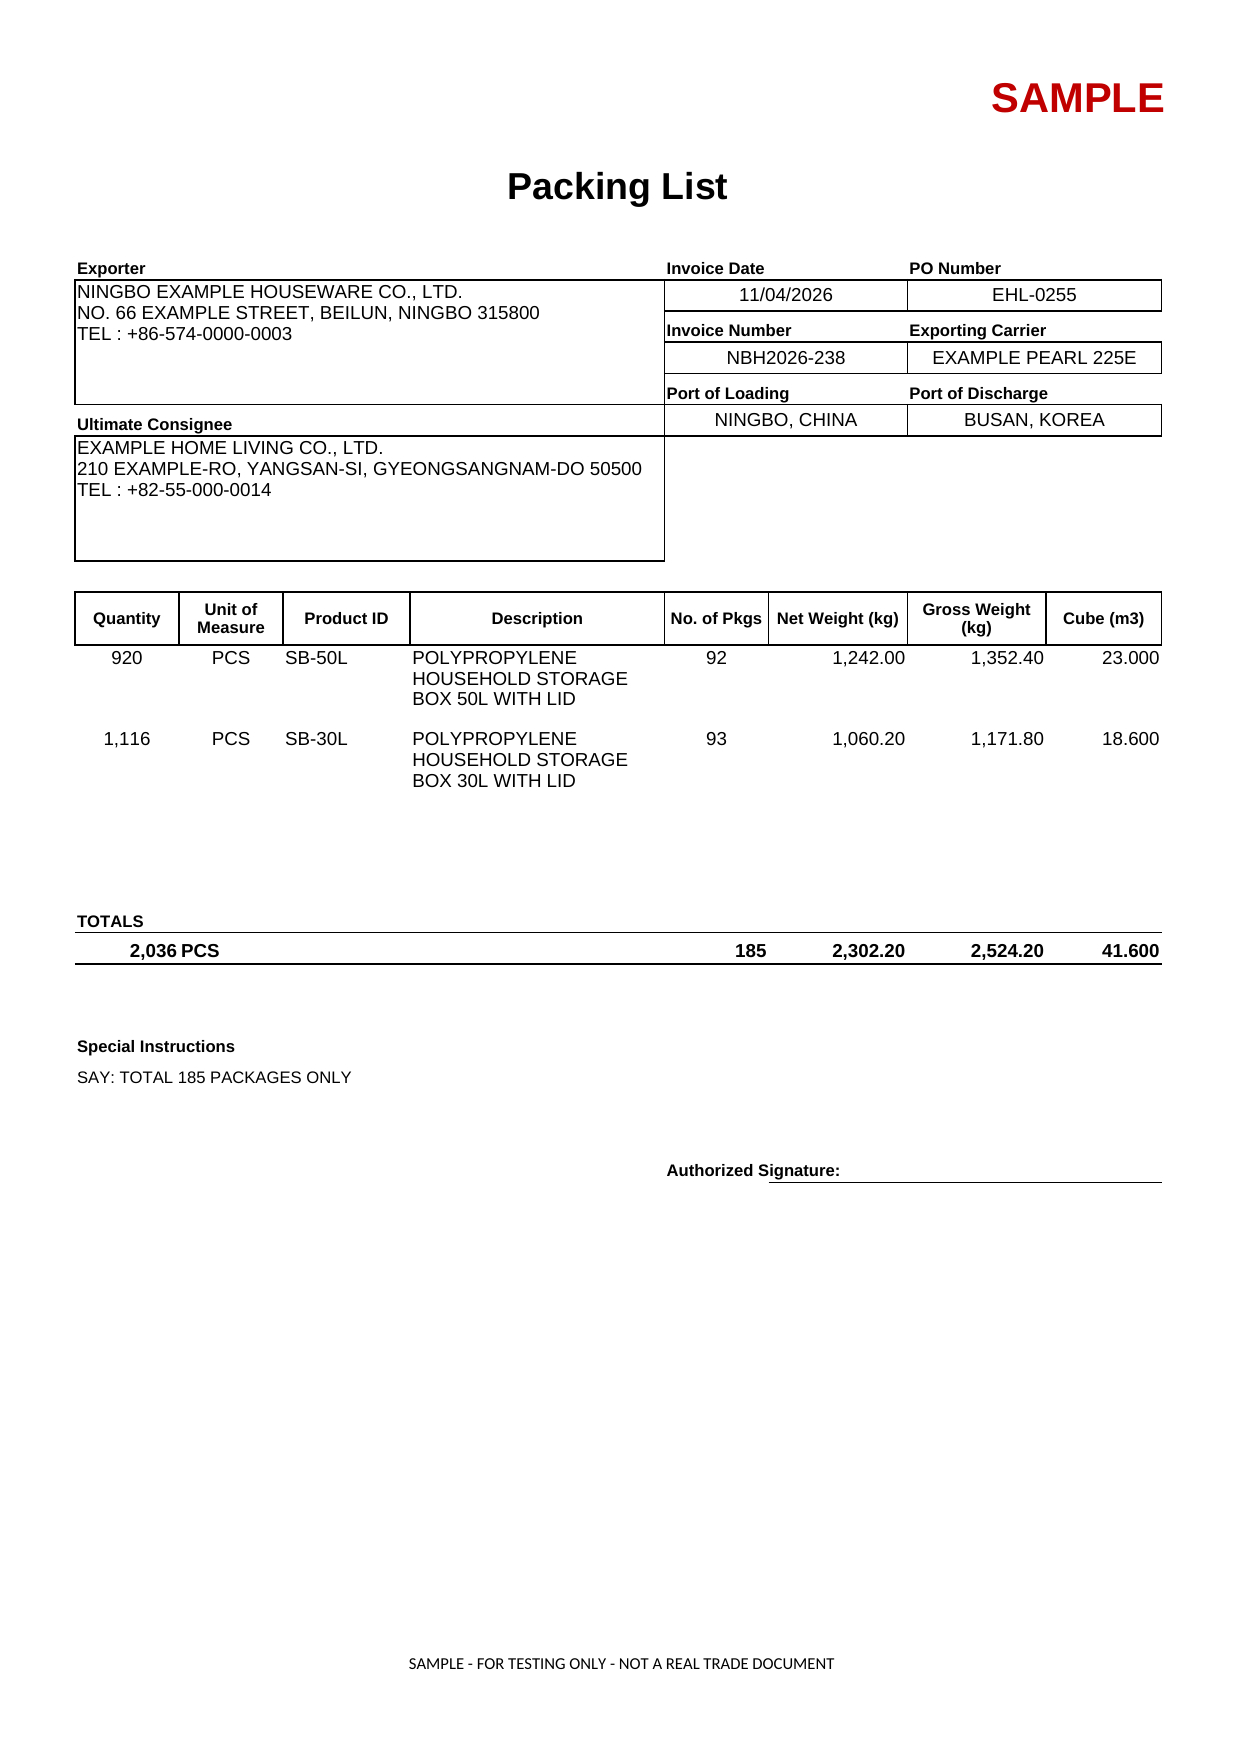 SAMPLE
Packing List
Exporter
NINGBO EXAMPLE HOUSEWARE CO., LTD.
NO. 66 EXAMPLE STREET, BEILUN, NINGBO 315800
TEL : +86-574-0000-0003
Invoice Date PO Number
11/04/2026 EHL-0255
Invoice Number Exporting Carrier
NBH2026-238 EXAMPLE PEARL 225E
Port of Loading Port of Discharge
NINGBO, CHINA BUSAN, KOREA
Ultimate Consignee
EXAMPLE HOME LIVING CO., LTD.
210 EXAMPLE-RO, YANGSAN-SI, GYEONGSANGNAM-DO 50500
TEL : +82-55-000-0014
Quantity Unit of Measure Product ID Description No. of Pkgs Net Weight (kg) Gross Weight (kg) Cube (m3)
920 PCS SB-50L POLYPROPYLENE 92 1,242.00 1,352.40 23.000
HOUSEHOLD STORAGE
BOX 50L WITH LID
1,116 PCS SB-30L POLYPROPYLENE 93 1,060.20 1,171.80 18.600
HOUSEHOLD STORAGE
BOX 30L WITH LID
TOTALS
2,036 PCS 185 2,302.20 2,524.20 41.600
Special Instructions
SAY: TOTAL 185 PACKAGES ONLY
Authorized Signature:
SAMPLE - FOR TESTING ONLY - NOT A REAL TRADE DOCUMENT